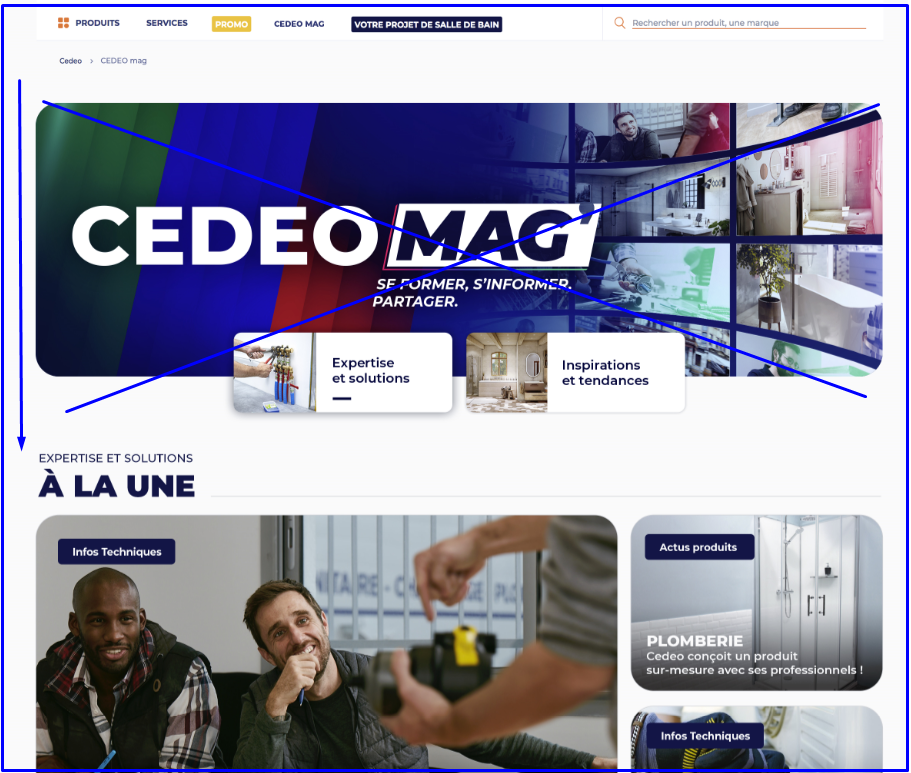 PRODUITS SERVICES PROMO CEDEO MAG VOTRE PROJET DE SALLE DE BAIN Rechercher un produit, une marque
Cedeo > CEDEO mag
CEDEO MAG'
SE FORMER, S'INFORMER.
PARTAGER.
Expertise
et solutions
Inspirations
et tendances
EXPERTISE ET SOLUTIONS
À LA UNE
Infos Techniques
Actus produits
PLOMBERIE
Cedeo conçoit un produit
sur-mesure avec ses professionnels !
Infos Techniques